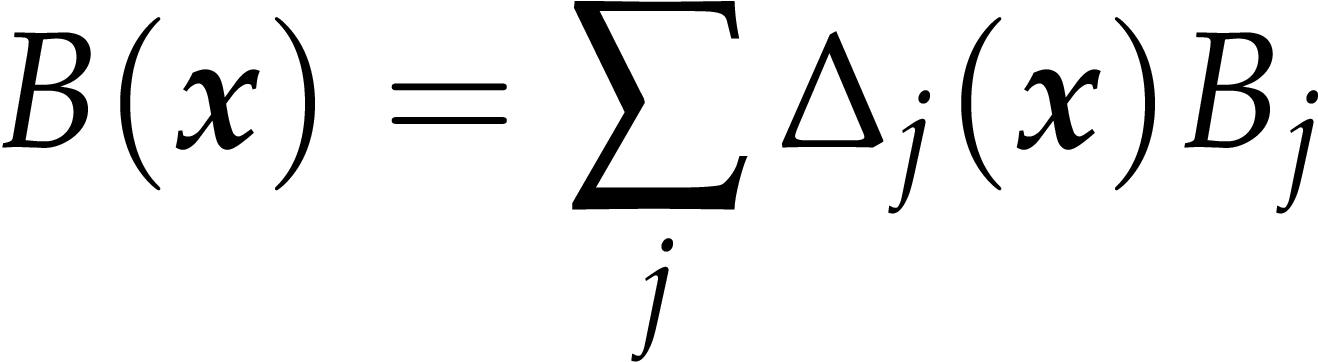 B(𝒙) = ∑_j Δ_j(𝒙)B_j